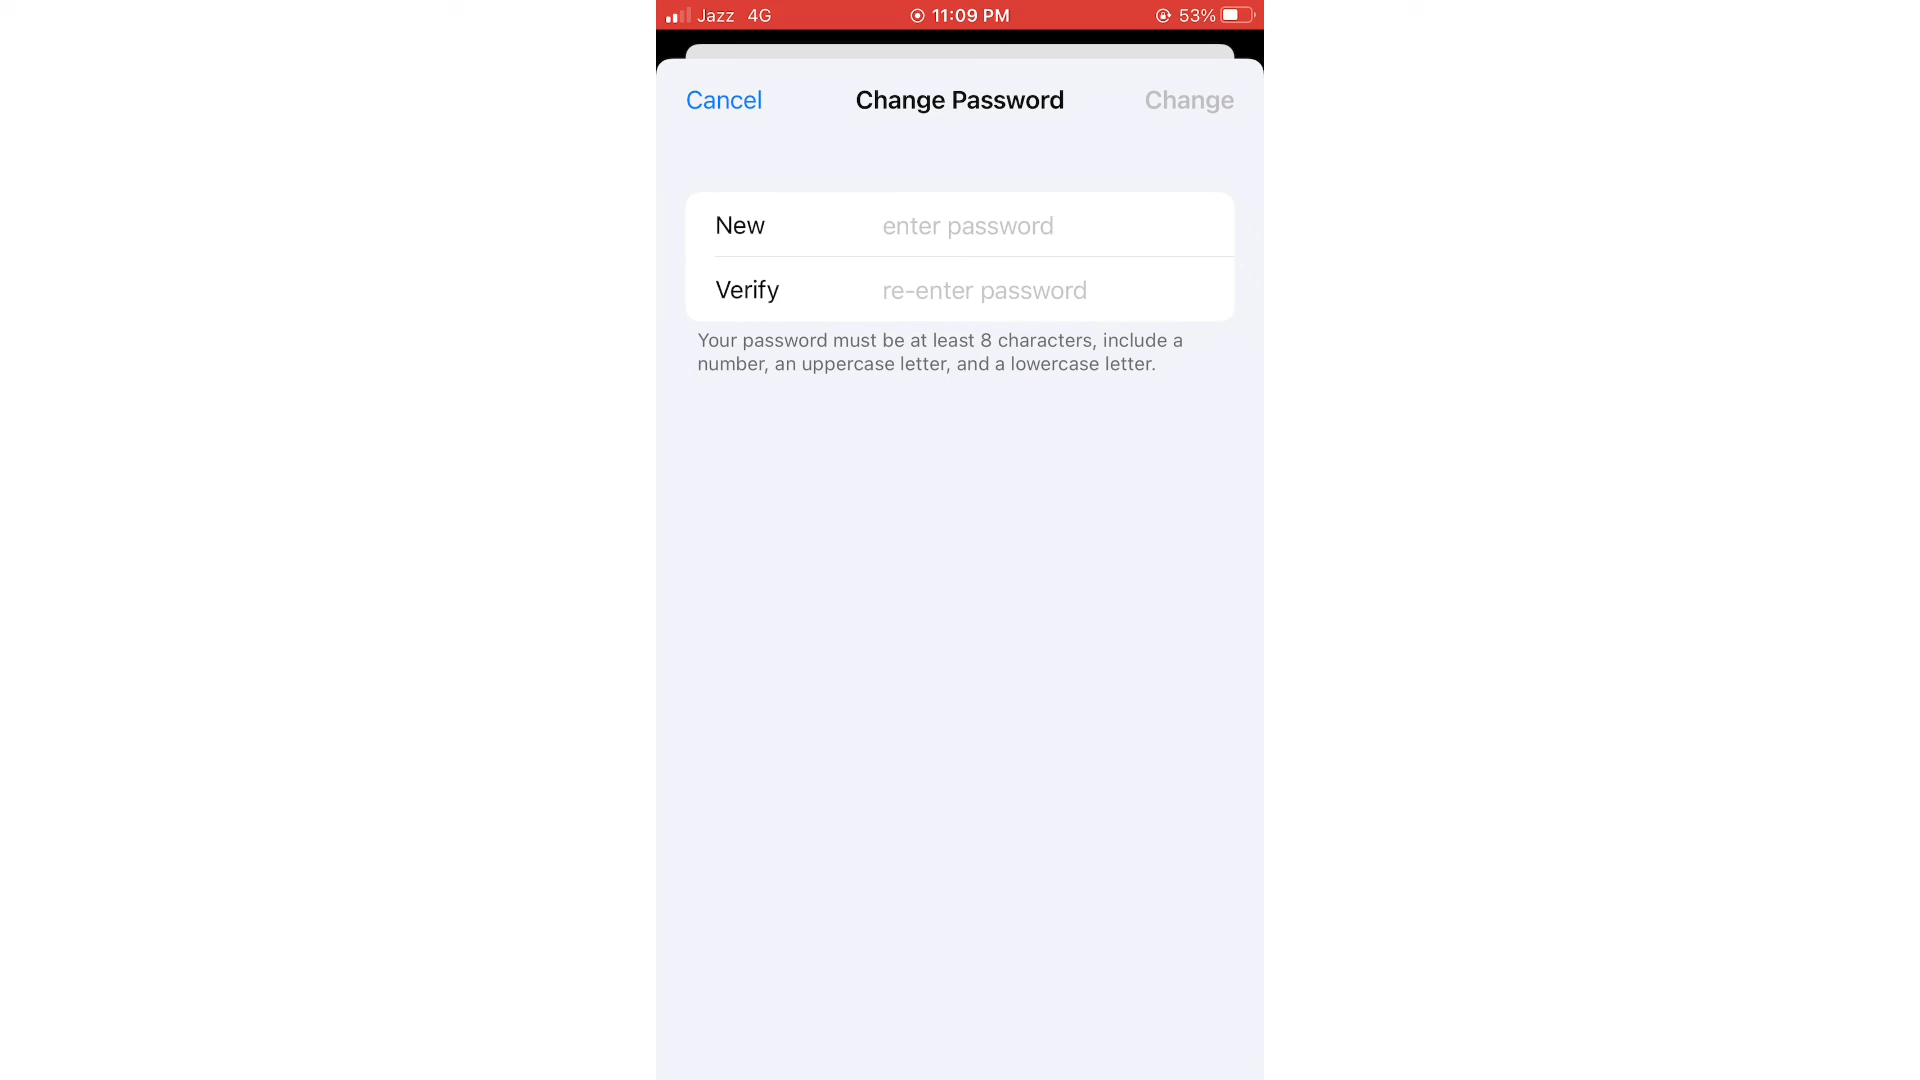 Jazz 4G 11:09 PM 53%
Cancel Change Password Change
New enter password
Verify re-enter password
Your password must be at least 8 characters, include a
number, an uppercase letter, and a lowercase letter.